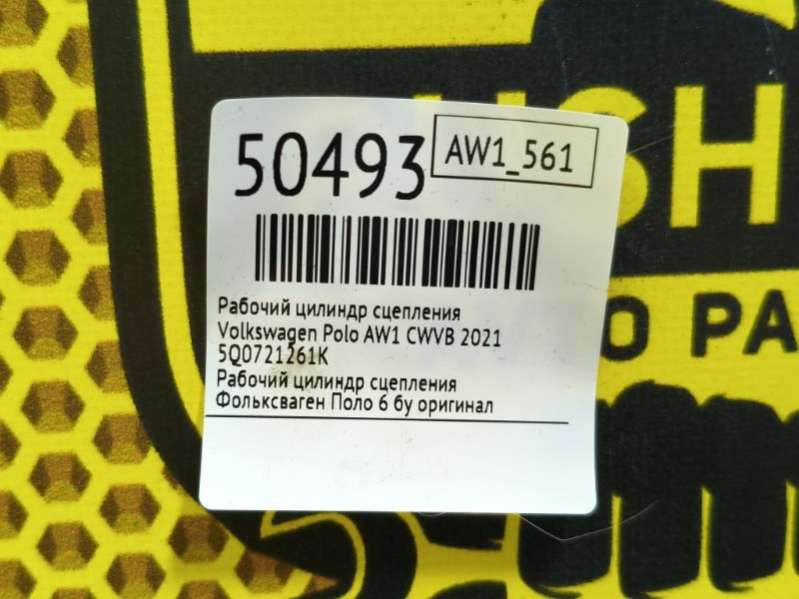 50493
AW1_561
Рабочий цилиндр сцепления
Volkswagen Polo AW1 CWVB 2021
5Q0721261K
Рабочий цилиндр сцепления
Фольксваген Поло 6 бу оригинал